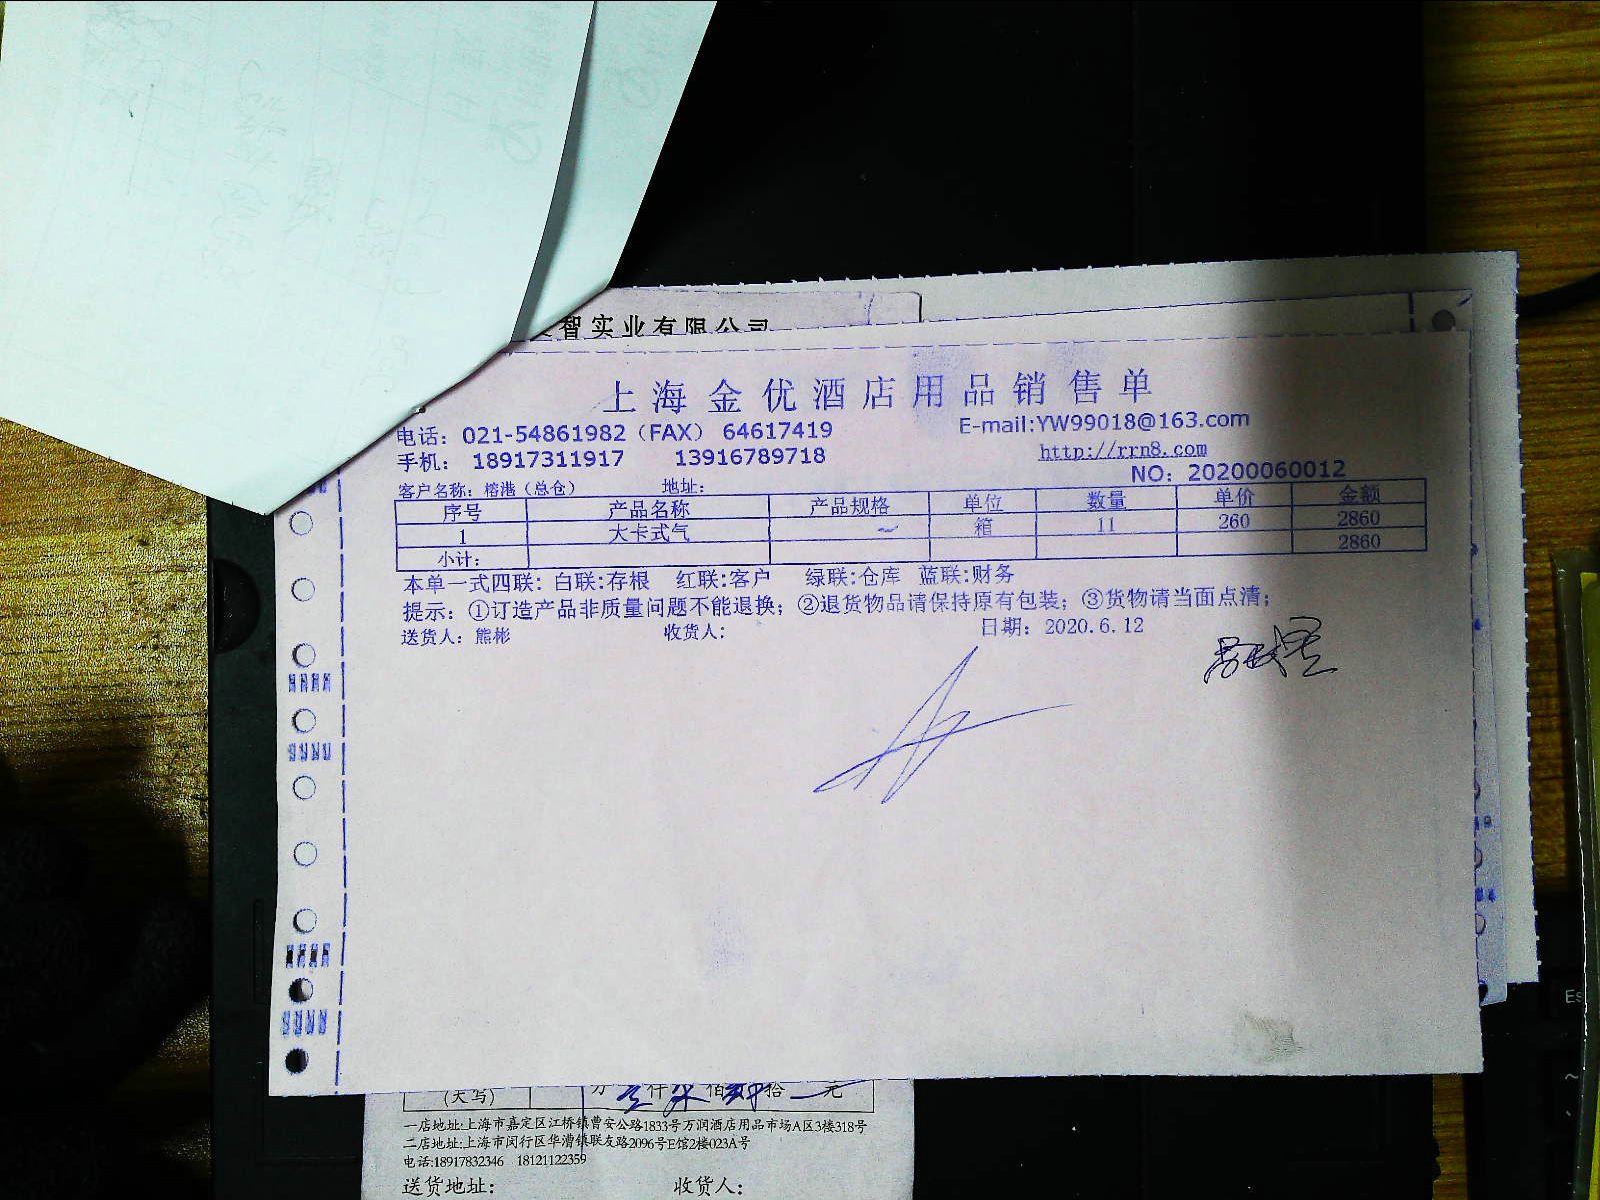 智实业有限公司
上海金优酒店用品销售单
电话：021-54861982（FAX） 64617419 E-mail:YW99018@163.com
手机： 18917311917 13916789718 http://rrn8.com
NO：20200060012
客户名称：榕港（总仓） 地址：
序号 产品名称 产品规格 单位 数量 单价 金额
1 大卡式气 ~ 箱 11 260 2860
小计： 2860
本单一式四联：白联:存根 红联:客户 绿联:仓库 蓝联:财务
提示：①订造产品非质量问题不能退换；②退货物品请保持原有包装；③货物请当面点清；
送货人：熊彬 收货人： 日期：2020.6.12
(大写) 万 仟 佰 拾 元
一店地址:上海市嘉定区江桥镇曹安公路1833号万润酒店用品市场A区3楼318号
二店地址:上海市闵行区华漕镇联友路2096号E馆2楼023A号
电话:18917832346 18121122359
送货地址： 收货人：
Es